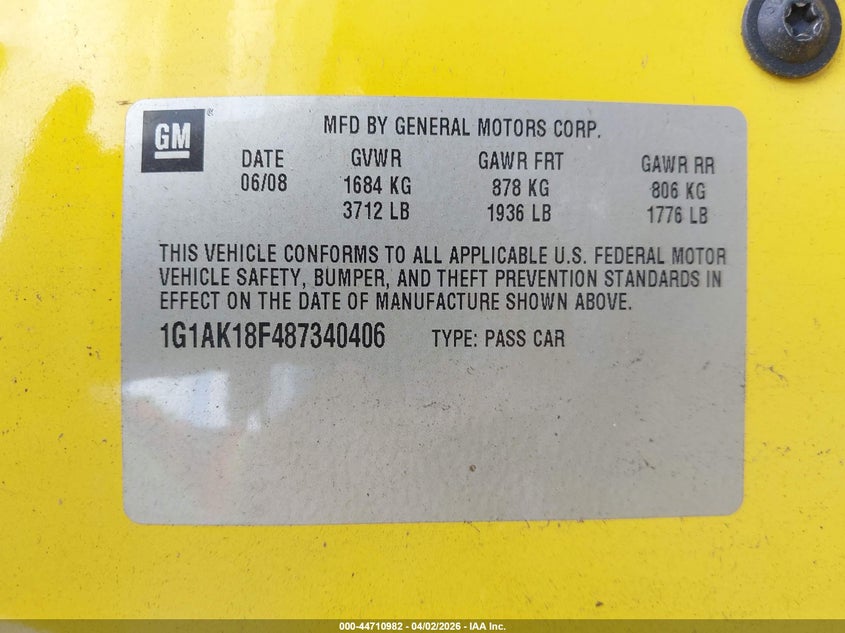 GM ®
MFD BY GENERAL MOTORS CORP.
DATE GVWR GAWR FRT GAWR RR
06/08 1684 KG 878 KG 806 KG
3712 LB 1936 LB 1776 LB
THIS VEHICLE CONFORMS TO ALL APPLICABLE U.S. FEDERAL MOTOR
VEHICLE SAFETY, BUMPER, AND THEFT PREVENTION STANDARDS IN
EFFECT ON THE DATE OF MANUFACTURE SHOWN ABOVE.
1G1AK18F487340406 TYPE: PASS CAR
000-44710982 - 04/02/2026 - IAA Inc.